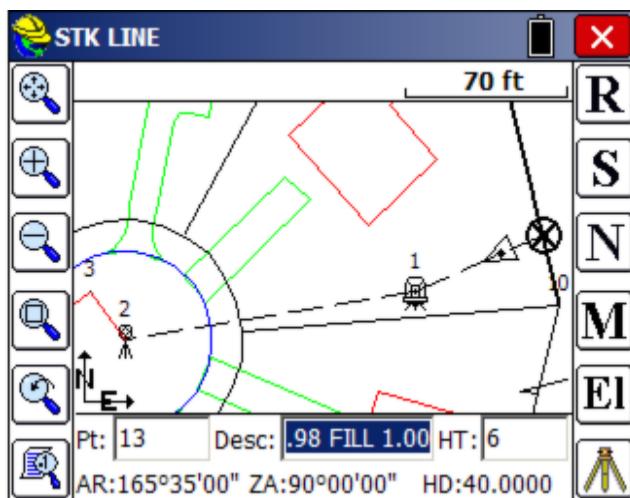 STK LINE
70 ft
R
S
N
M
El
3
2
1
10
N
E
Pt: 13 Desc: .98 FILL 1.00 HT: 6
AR:165°35'00" ZA:90°00'00" HD:40.0000